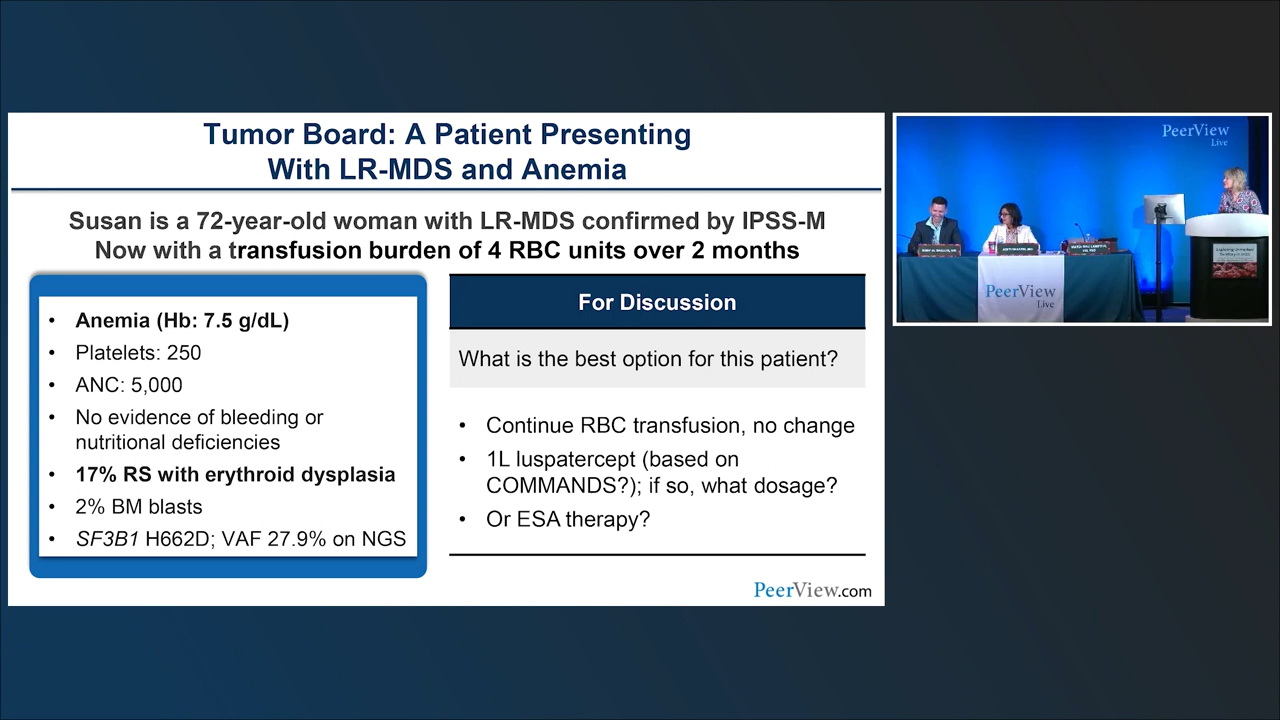 Tumor Board: A Patient Presenting
With LR-MDS and Anemia
Susan is a 72-year-old woman with LR-MDS confirmed by IPSS-M
Now with a transfusion burden of 4 RBC units over 2 months
• Anemia (Hb: 7.5 g/dL)
• Platelets: 250
• ANC: 5,000
• No evidence of bleeding or
nutritional deficiencies
• 17% RS with erythroid dysplasia
• 2% BM blasts
• SF3B1 H662D; VAF 27.9% on NGS
For Discussion
What is the best option for this patient?
• Continue RBC transfusion, no change
• 1L luspatercept (based on
COMMANDS?); if so, what dosage?
• Or ESA therapy?
PeerView.com
PeerView
Live
PeerView
Live